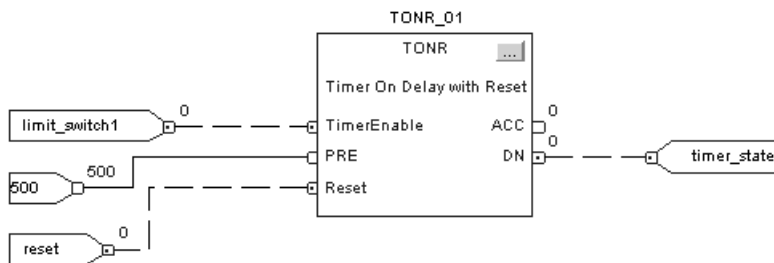 TONR_01
TONR
...
Timer On Delay with Reset
limit_switch1 0 TimerEnable ACC 0
500 500 PRE DN 0 timer_state
Reset
reset 0